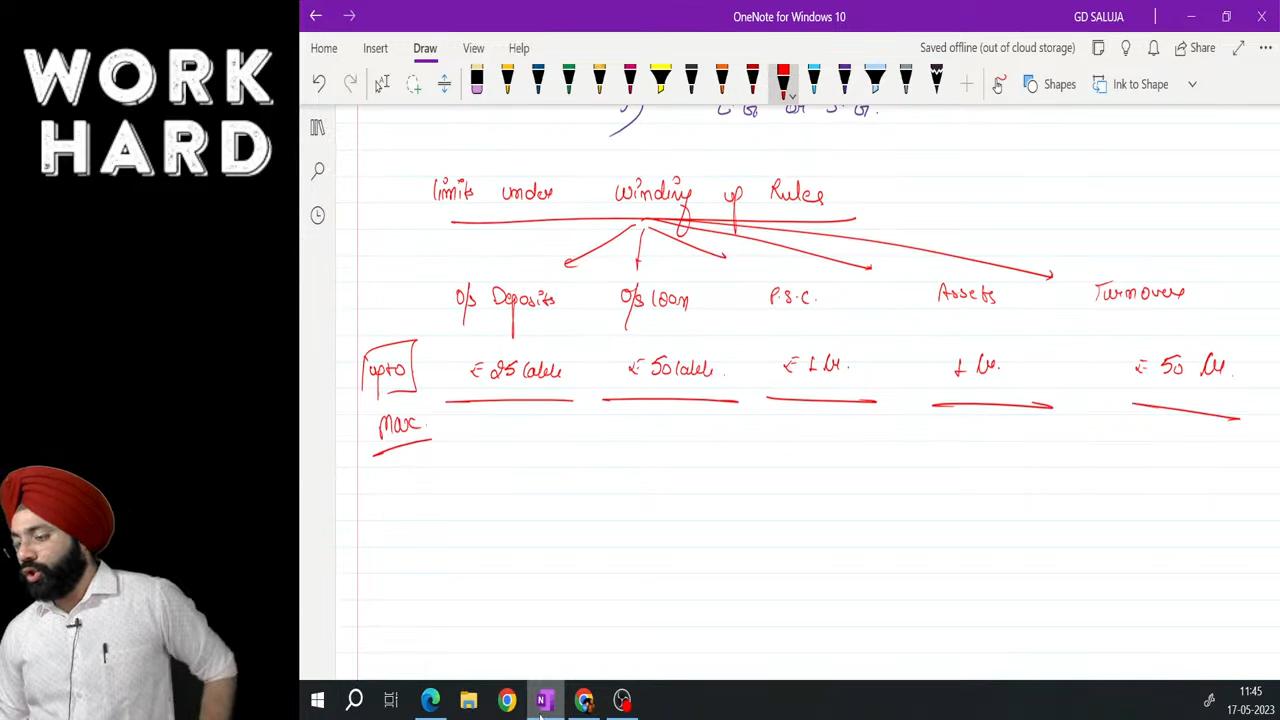 WORK
HARD
OneNote for Windows 10
GD SALUJA
Home Insert Draw View Help
Saved offline (out of cloud storage)
Share
Shapes
Ink to Shape
limits under winding up Rules
o/s Deposits o/s loan P.S.C. Assets Turnover
upto ≤ 25 lakh ≤ 50 lakh. ≤ 1 Cr. 1 Cr. ≤ 50 Cr.
Max.
11:45
17-05-2023